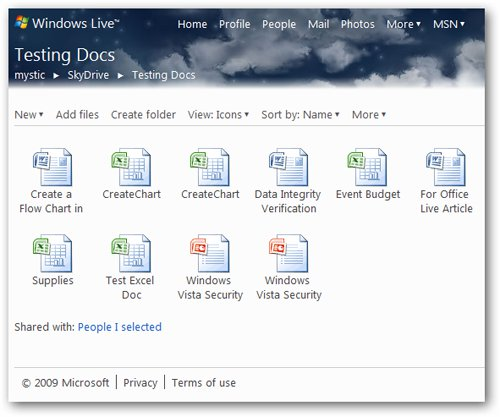 Windows Live™ Home Profile People Mail Photos More ▾ MSN ▾
Testing Docs
mystic ▸ SkyDrive ▸ Testing Docs
New ▾ Add files Create folder View: Icons ▾ Sort by: Name ▾ More ▾
Create a
Flow Chart in
CreateChart
CreateChart
Data Integrity
Verification
Event Budget
For Office
Live Article
Supplies
Test Excel
Doc
Windows
Vista Security
Windows
Vista Security
Shared with: People I selected
© 2009 Microsoft | Privacy | Terms of use